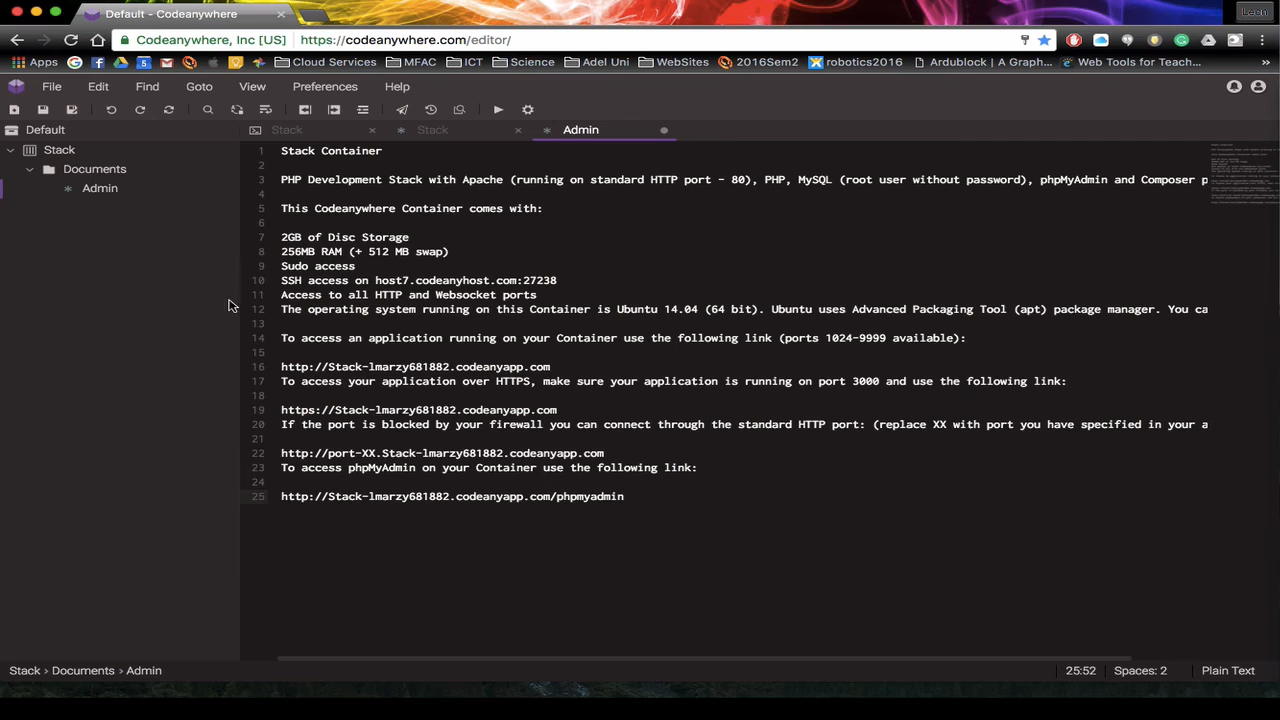 Default - Codeanywhere
Leon
Codeanywhere, Inc [US] https://codeanywhere.com/editor/
Apps 5 Cloud Services MFAC ICT Science Adel Uni WebSites 2016Sem2 robotics2016 Ardublock | A Graph… Web Tools for Teach… »
File Edit Find Goto View Preferences Help
Default
Stack
Stack
Admin
Stack
Documents
Admin
1 Stack Container
2
3 PHP Development Stack with Apache (running on standard HTTP port - 80), PHP, MySQL (root user without password), phpMyAdmin and Composer p
4
5 This Codeanywhere Container comes with:
6
7 2GB of Disc Storage
8 256MB RAM (+ 512 MB swap)
9 Sudo access
10 SSH access on host7.codeanyhost.com:27238
11 Access to all HTTP and Websocket ports
12 The operating system running on this Container is Ubuntu 14.04 (64 bit). Ubuntu uses Advanced Packaging Tool (apt) package manager. You ca
13
14 To access an application running on your Container use the following link (ports 1024-9999 available):
15
16 http://Stack-lmarzy681882.codeanyapp.com
17 To access your application over HTTPS, make sure your application is running on port 3000 and use the following link:
18
19 https://Stack-lmarzy681882.codeanyapp.com
20 If the port is blocked by your firewall you can connect through the standard HTTP port: (replace XX with port you have specified in your a
21
22 http://port-XX.Stack-lmarzy681882.codeanyapp.com
23 To access phpMyAdmin on your Container use the following link:
24
25 http://Stack-lmarzy681882.codeanyapp.com/phpmyadmin
Stack › Documents › Admin
25:52 Spaces: 2 Plain Text